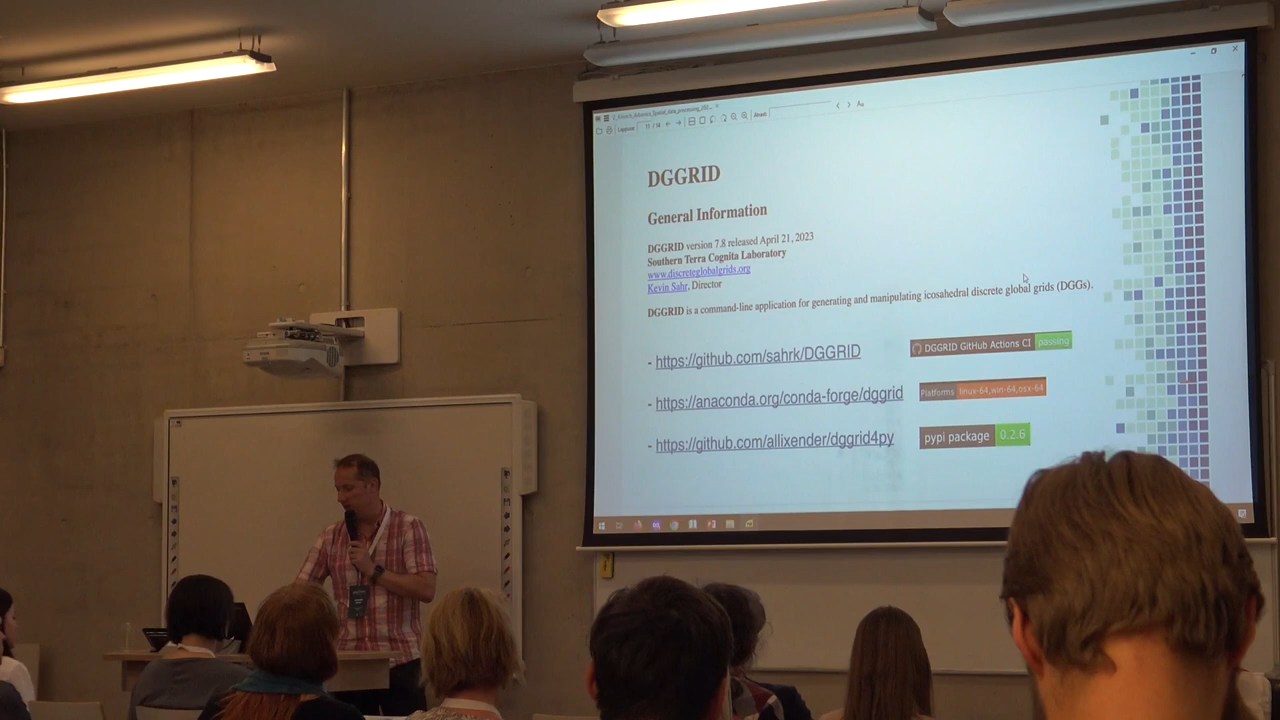 DGGRID
General Information
DGGRID version 7.8 released April 21, 2023
Southern Terra Cognita Laboratory
www.discreteglobalgrids.org
Kevin Sahr, Director
DGGRID is a command-line application for generating and manipulating icosahedral discrete global grids (DGGs).
- https://github.com/sahrk/DGGRID
DGGRID GitHub Actions CI passing
- https://anaconda.org/conda-forge/dggrid
Platforms linux-64,win-64,osx-64
- https://github.com/allixender/dggrid4py
pypi package 0.2.6